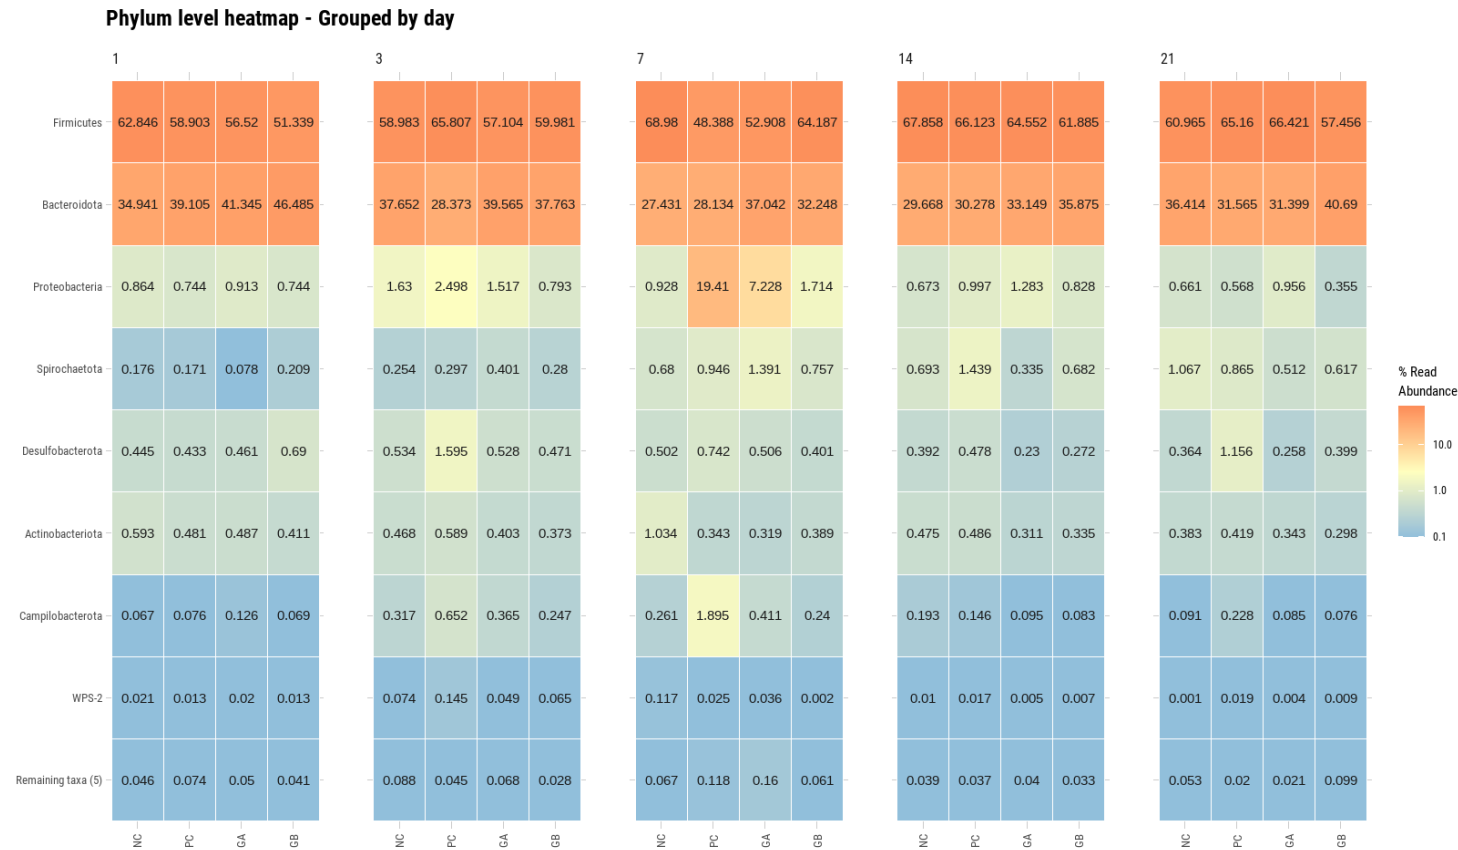 Phylum level heatmap - Grouped by day
1 3 7 14 21
Firmicutes 62.846 58.903 56.52 51.339 58.983 65.807 57.104 59.981 68.98 48.388 52.908 64.187 67.858 66.123 64.552 61.885 60.965 65.16 66.421 57.456
Bacteroidota 34.941 39.105 41.345 46.485 37.652 28.373 39.565 37.763 27.431 28.134 37.042 32.248 29.668 30.278 33.149 35.875 36.414 31.565 31.399 40.69
Proteobacteria 0.864 0.744 0.913 0.744 1.63 2.498 1.517 0.793 0.928 19.41 7.228 1.714 0.673 0.997 1.283 0.828 0.661 0.568 0.956 0.355
Spirochaetota 0.176 0.171 0.078 0.209 0.254 0.297 0.401 0.28 0.68 0.946 1.391 0.757 0.693 1.439 0.335 0.682 1.067 0.865 0.512 0.617
Desulfobacterota 0.445 0.433 0.461 0.69 0.534 1.595 0.528 0.471 0.502 0.742 0.506 0.401 0.392 0.478 0.23 0.272 0.364 1.156 0.258 0.399
Actinobacteriota 0.593 0.481 0.487 0.411 0.468 0.589 0.403 0.373 1.034 0.343 0.319 0.389 0.475 0.486 0.311 0.335 0.383 0.419 0.343 0.298
Campilobacterota 0.067 0.076 0.126 0.069 0.317 0.652 0.365 0.247 0.261 1.895 0.411 0.24 0.193 0.146 0.095 0.083 0.091 0.228 0.085 0.076
WPS-2 0.021 0.013 0.02 0.013 0.074 0.145 0.049 0.065 0.117 0.025 0.036 0.002 0.01 0.017 0.005 0.007 0.001 0.019 0.004 0.009
Remaining taxa (5) 0.046 0.074 0.05 0.041 0.088 0.045 0.068 0.028 0.067 0.118 0.16 0.061 0.039 0.037 0.04 0.033 0.053 0.02 0.021 0.099
NC PC GA GB NC PC GA GB NC PC GA GB NC PC GA GB NC PC GA GB
% Read
Abundance
10.0
1.0
0.1